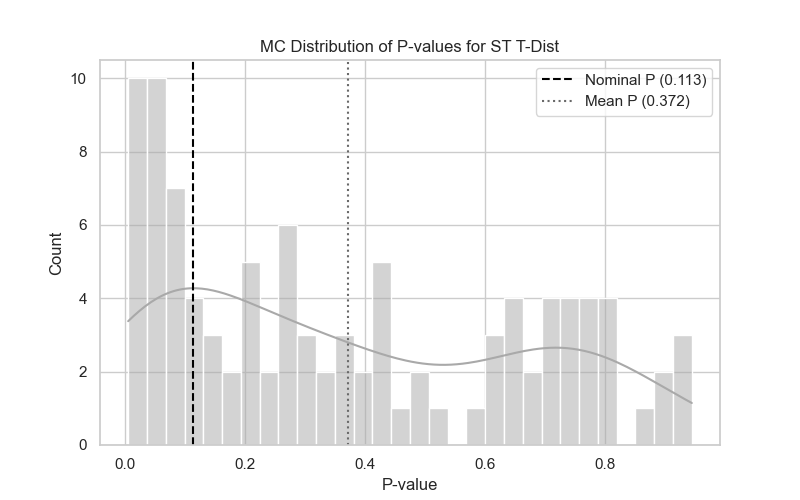 MC Distribution of P-values for ST T-Dist
Nominal P (0.113)
Mean P (0.372)
Count
10
8
6
4
2
0
0.0 0.2 0.4 0.6 0.8
P-value